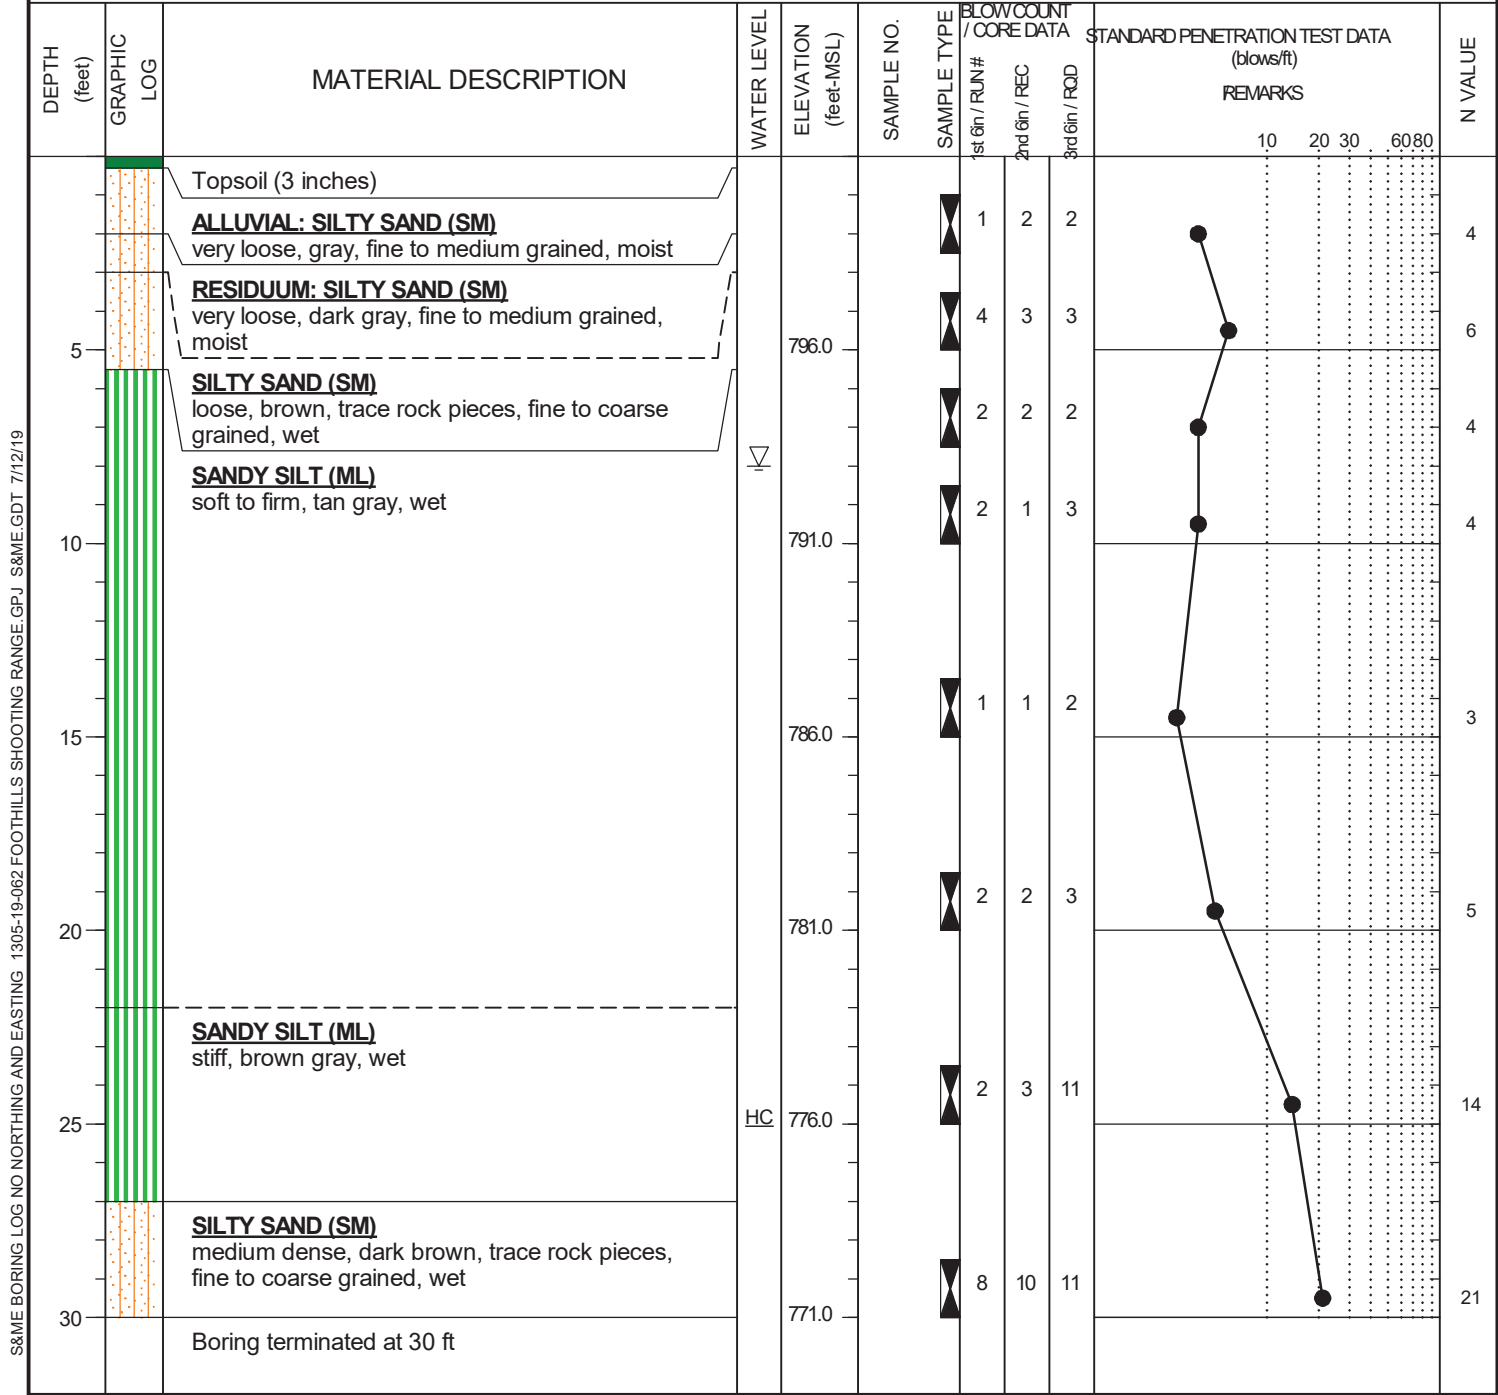 DEPTH
(feet)
GRAPHIC
LOG
MATERIAL DESCRIPTION
WATER LEVEL
ELEVATION
(feet-MSL)
SAMPLE NO.
SAMPLE TYPE
BLOW COUNT
/ CORE DATA
1st 6in / RUN #
2nd 6in / REC
3rd 6in / RQD
STANDARD PENETRATION TEST DATA
(blows/ft)
REMARKS
10 20 30 60 80
N VALUE
Topsoil (3 inches)
ALLUVIAL: SILTY SAND (SM)
very loose, gray, fine to medium grained, moist
1 2 2 4
RESIDUUM: SILTY SAND (SM)
very loose, dark gray, fine to medium grained,
moist
4 3 3 6
5 796.0
SILTY SAND (SM)
loose, brown, trace rock pieces, fine to coarse
grained, wet
2 2 2 4
SANDY SILT (ML)
soft to firm, tan gray, wet
2 1 3 4
10 791.0
1 1 2 3
15 786.0
2 2 3 5
20 781.0
SANDY SILT (ML)
stiff, brown gray, wet
2 3 11 14
25 HC 776.0
SILTY SAND (SM)
medium dense, dark brown, trace rock pieces,
fine to coarse grained, wet
8 10 11 21
30 771.0
Boring terminated at 30 ft
S&ME BORING LOG NO NORTHING AND EASTING 1305-19-062 FOOTHILLS SHOOTING RANGE.GPJ S&ME.GDT 7/12/19